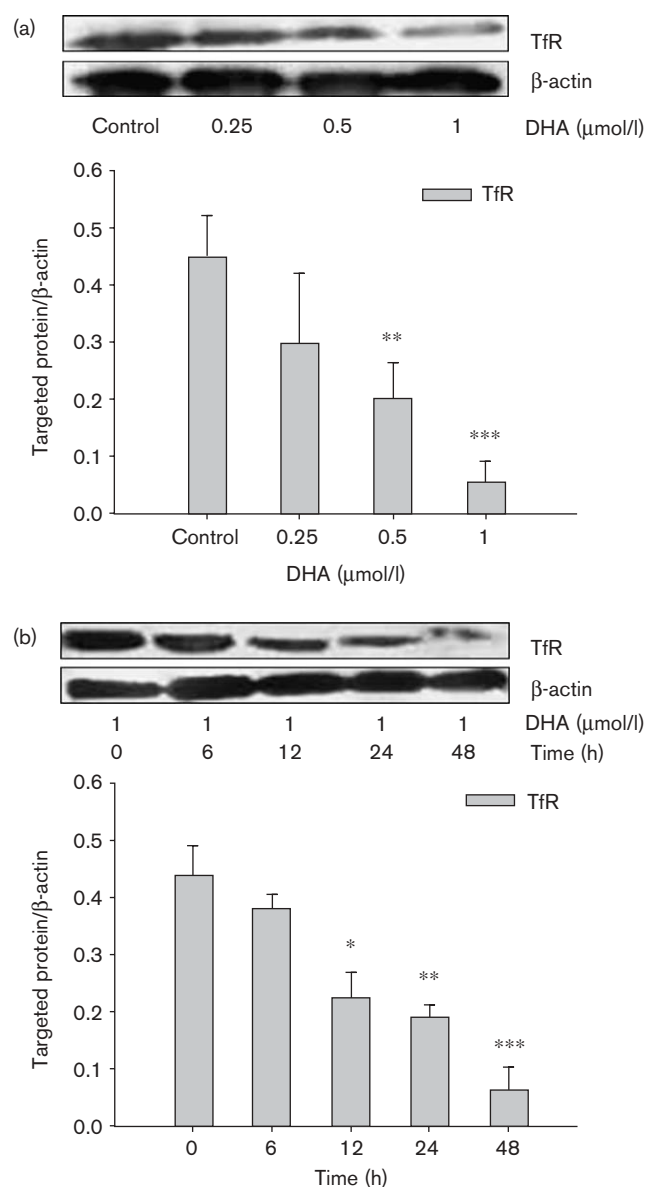 (a)
TfR
β-actin
Control 0.25 0.5 1 DHA (μmol/l)
0.6
TfR
0.5
0.4
0.3
**
0.2
***
0.1
0.0
Targeted protein/β-actin
Control 0.25 0.5 1
DHA (μmol/l)
(b)
TfR
β-actin
1 1 1 1 1 DHA (μmol/l)
0 6 12 24 48 Time (h)
0.6
TfR
0.5
0.4
0.3
*
**
0.2
***
0.1
0.0
Targeted protein/β-actin
0 6 12 24 48
Time (h)